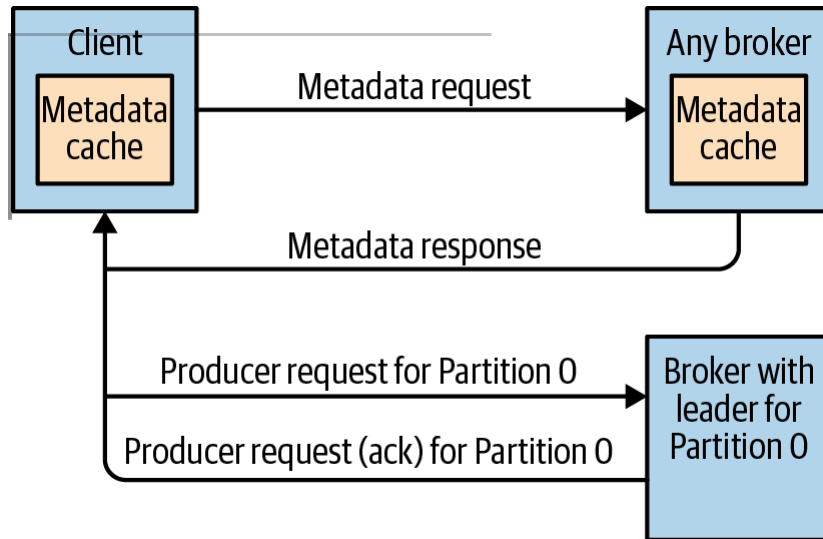 Client
Metadata
cache
Metadata request
Any broker
Metadata
cache
Metadata response
Producer request for Partition 0
Broker with
leader for
Partition 0
Producer request (ack) for Partition 0